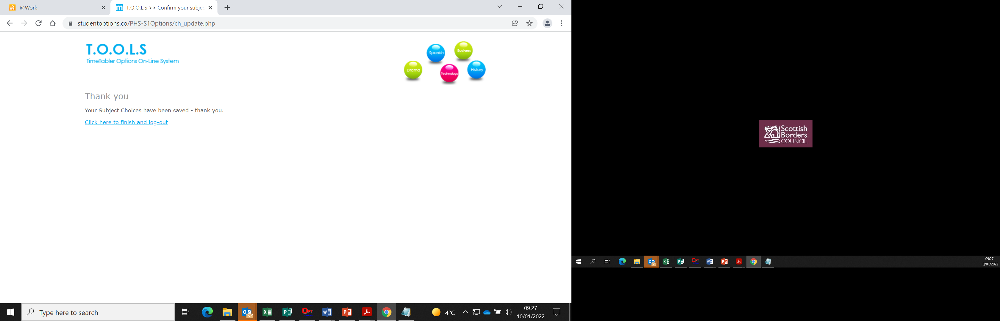 @Work
T.O.O.L.S >> Confirm your subje
studentoptions.co/PHS-S1Options/ch_update.php
T.O.O.L.S
TimeTabler Options On-Line System
Spanish
Business
Drama
Technology
History
Thank you
Your Subject Choices have been saved - thank you.
Click here to finish and log-out
Type here to search
4°C
09:27
10/01/2022
Scottish
Borders
COUNCIL
09:27
10/01/2022